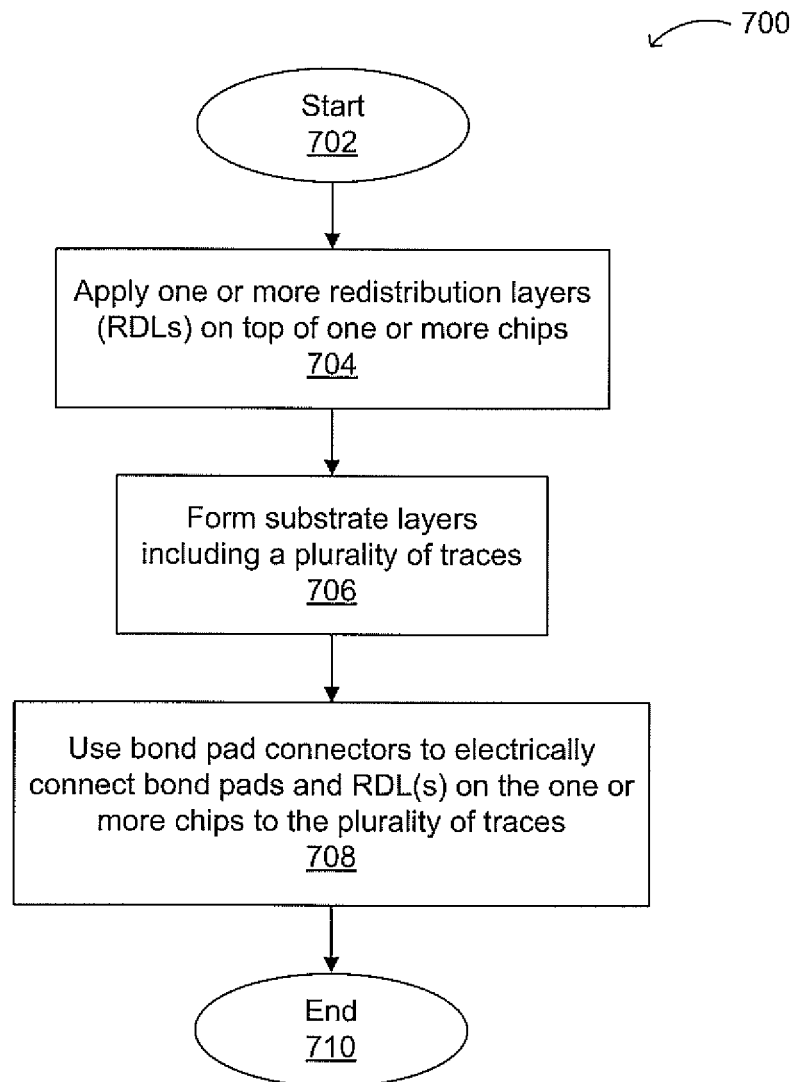 700
Start
702
Apply one or more redistribution layers
(RDLs) on top of one or more chips
704
Form substrate layers
including a plurality of traces
706
Use bond pad connectors to electrically
connect bond pads and RDL(s) on the one or
more chips to the plurality of traces
708
End
710